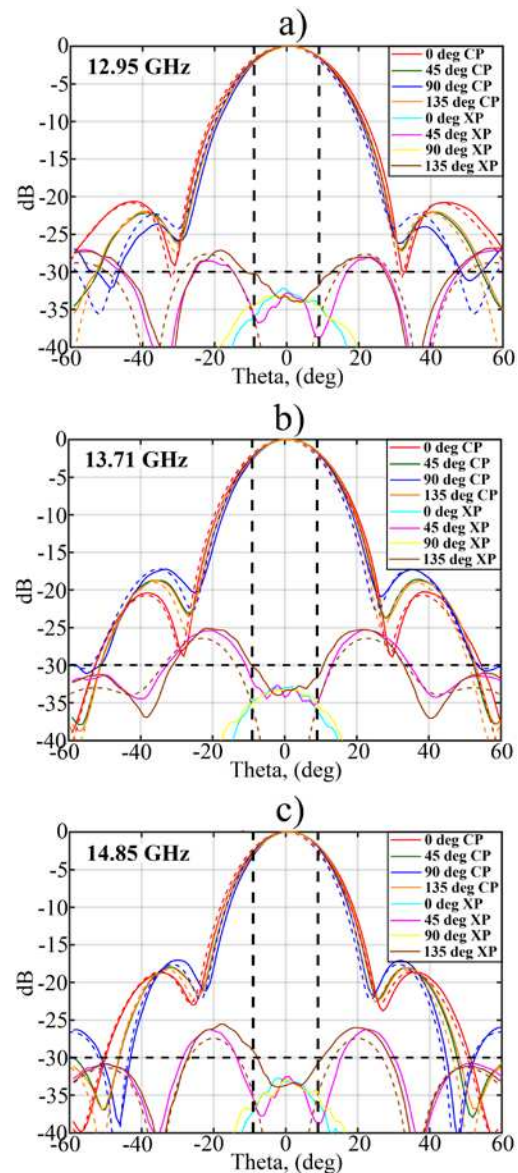 a)
12.95 GHz
0 deg CP
45 deg CP
90 deg CP
135 deg CP
0 deg XP
45 deg XP
90 deg XP
135 deg XP
0
-5
-10
-15
-20
-25
-30
-35
-40
dB
-60 -40 -20 0 20 40 60
Theta, (deg)
b)
13.71 GHz
0 deg CP
45 deg CP
90 deg CP
135 deg CP
0 deg XP
45 deg XP
90 deg XP
135 deg XP
0
-5
-10
-15
-20
-25
-30
-35
-40
dB
-60 -40 -20 0 20 40 60
Theta, (deg)
c)
14.85 GHz
0 deg CP
45 deg CP
90 deg CP
135 deg CP
0 deg XP
45 deg XP
90 deg XP
135 deg XP
0
-5
-10
-15
-20
-25
-30
-35
-40
dB
-60 -40 -20 0 20 40 60
Theta, (deg)